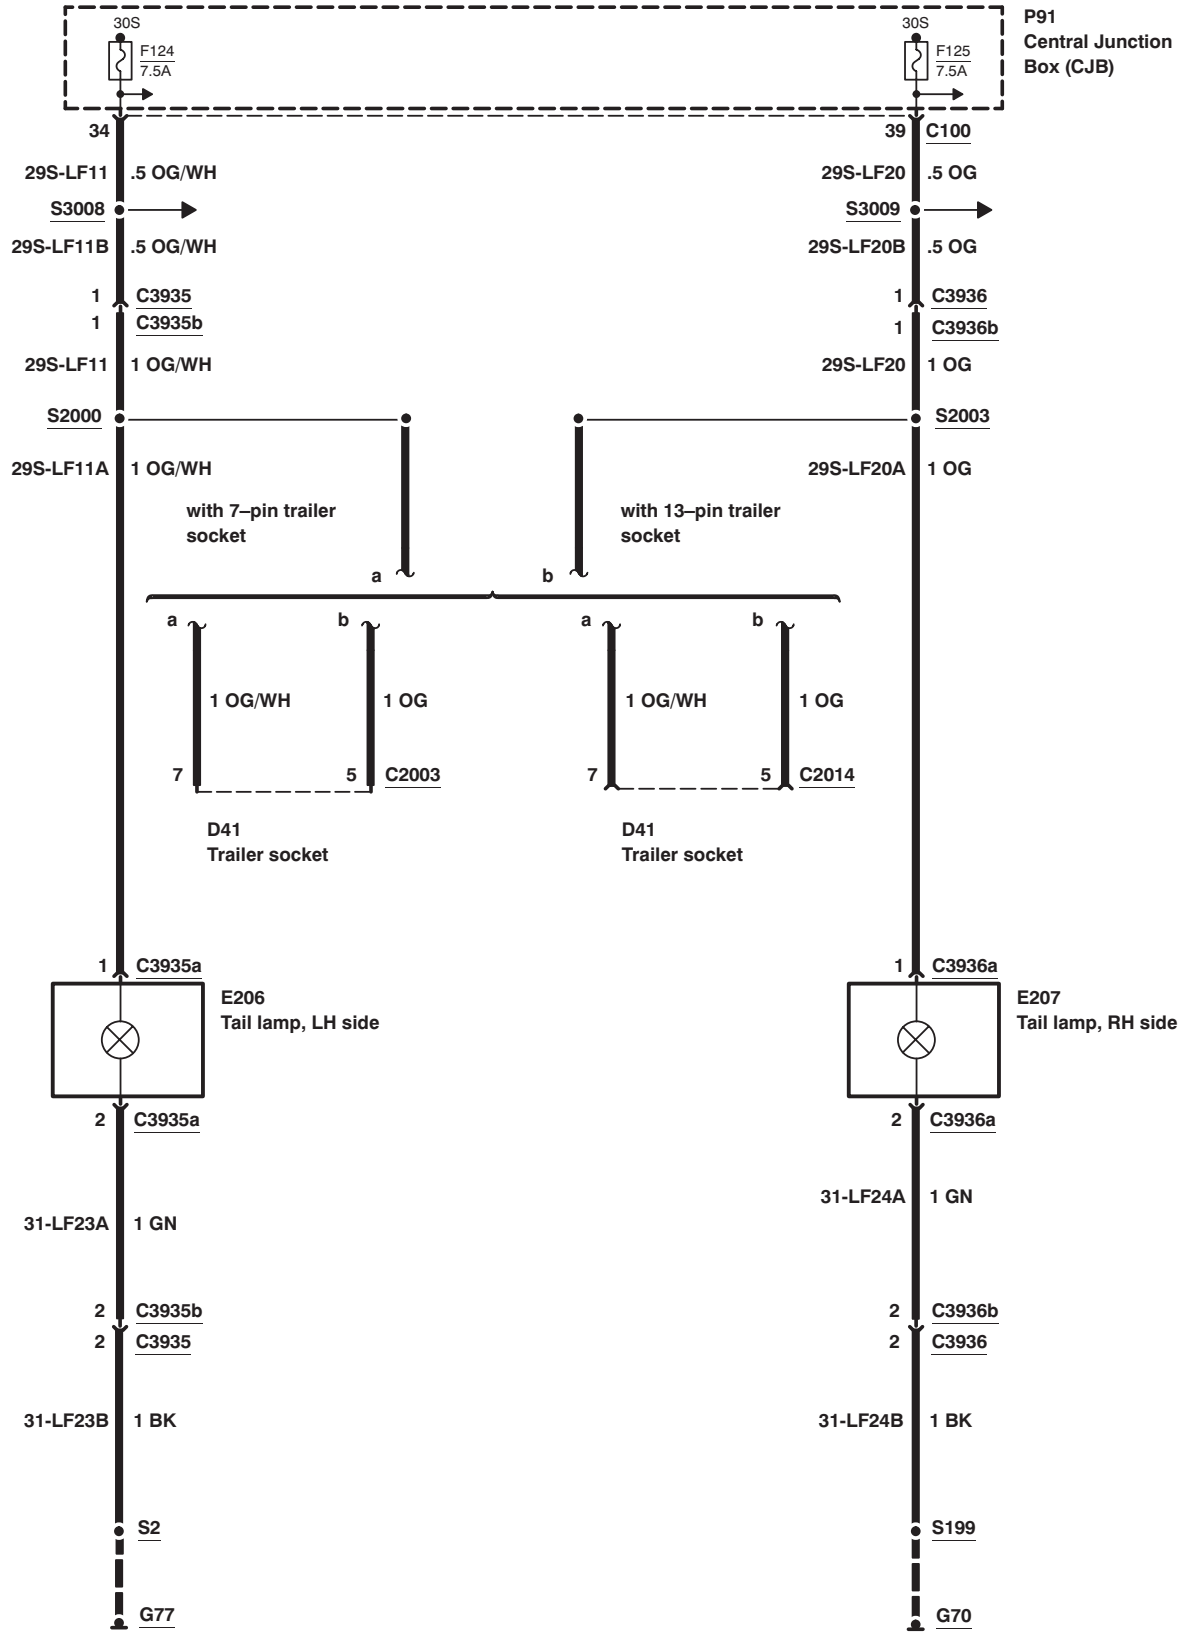 30S
30S
P91
Central Junction
Box (CJB)
F124
7.5A
F125
7.5A
34
39 C100
29S-LF11 .5 OG/WH
29S-LF20 .5 OG
S3008
S3009
29S-LF11B .5 OG/WH
29S-LF20B .5 OG
1 C3935
1 C3936
1 C3935b
1 C3936b
29S-LF11 1 OG/WH
29S-LF20 1 OG
S2000
S2003
29S-LF11A 1 OG/WH
29S-LF20A 1 OG
with 7–pin trailer
socket
with 13–pin trailer
socket
a
b
a
b
a
b
1 OG/WH
1 OG
1 OG/WH
1 OG
7
5 C2003
7
5 C2014
D41
Trailer socket
D41
Trailer socket
1 C3935a
1 C3936a
E206
Tail lamp, LH side
E207
Tail lamp, RH side
2 C3935a
2 C3936a
31-LF23A 1 GN
31-LF24A 1 GN
2 C3935b
2 C3936b
2 C3935
2 C3936
31-LF23B 1 BK
31-LF24B 1 BK
S2
S199
G77
G70